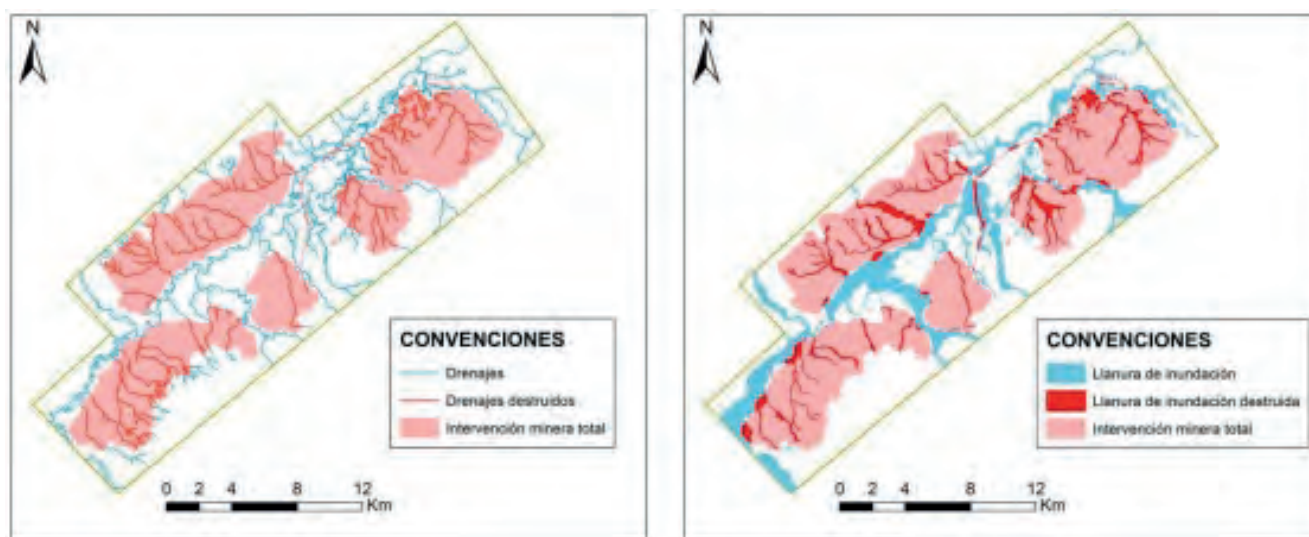 N
CONVENCIONES
Drenajes
Drenajes destruidos
Intervención minera total
0 2 4 8 12
Km
N
CONVENCIONES
Llanura de inundación
Llanura de inundación destruida
Intervención minera total
0 2 4 8 12
Km